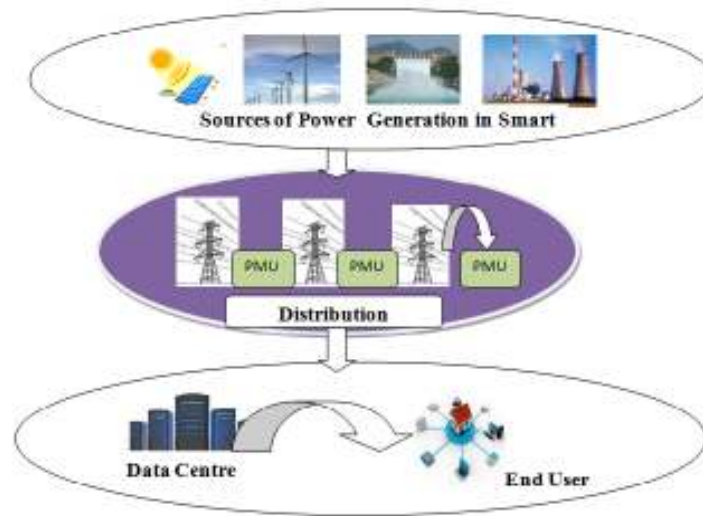 Sources of Power Generation in Smart
PMU
PMU
PMU
Distribution
Data Centre
End User